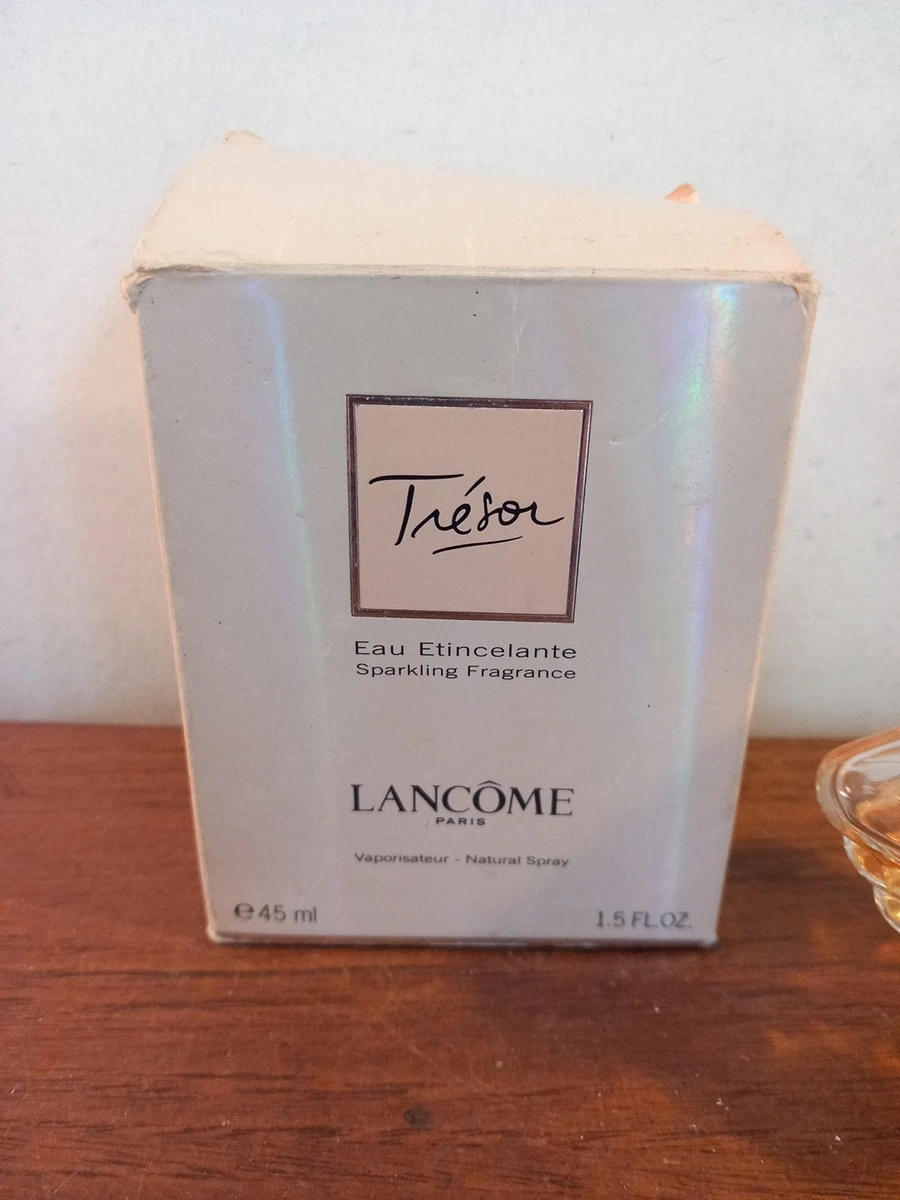 Trésor
Eau Etincelante
Sparkling Fragrance
LANCÔME
PARIS
Vaporisateur - Natural Spray
℮45 ml
1.5 FL.OZ.